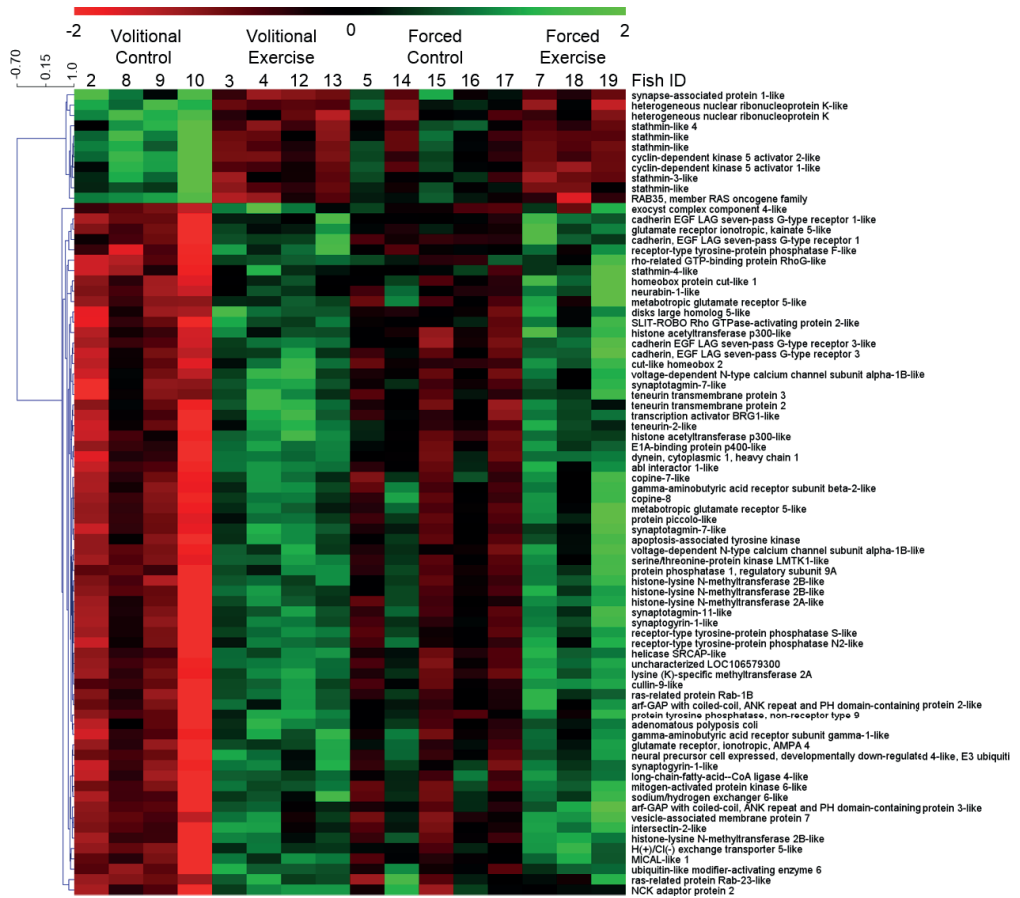 -2 0 2
Volitional Control Volitional Exercise Forced Control Forced Exercise
-0.70 0.15 1.0
2 8 9 10 3 4 12 13 5 14 15 16 17 7 18 19 Fish ID
synapse-associated protein 1-like
heterogeneous nuclear ribonucleoprotein K-like
heterogeneous nuclear ribonucleoprotein K
stathmin-like 4
stathmin-like
stathmin-like
cyclin-dependent kinase 5 activator 2-like
cyclin-dependent kinase 5 activator 1-like
stathmin-3-like
stathmin-like
RAB35, member RAS oncogene family
exocyst complex component 4-like
cadherin EGF LAG seven-pass G-type receptor 1-like
glutamate receptor ionotropic, kainate 5-like
cadherin, EGF LAG seven-pass G-type receptor 1
receptor-type tyrosine-protein phosphatase F-like
rho-related GTP-binding protein RhoG-like
stathmin-4-like
homeobox protein cut-like 1
neurabin-1-like
metabotropic glutamate receptor 5-like
disks large homolog 5-like
SLIT-ROBO Rho GTPase-activating protein 2-like
histone acetyltransferase p300-like
cadherin EGF LAG seven-pass G-type receptor 3-like
cadherin, EGF LAG seven-pass G-type receptor 3
cut-like homeobox 2
voltage-dependent N-type calcium channel subunit alpha-1B-like
synaptotagmin-7-like
teneurin transmembrane protein 3
teneurin transmembrane protein 2
transcription activator BRG1-like
teneurin-2-like
histone acetyltransferase p300-like
E1A-binding protein p400-like
dynein, cytoplasmic 1, heavy chain 1
abl interactor 1-like
copine-7-like
gamma-aminobutyric acid receptor subunit beta-2-like
copine-8
metabotropic glutamate receptor 5-like
protein piccolo-like
synaptotagmin-7-like
apoptosis-associated tyrosine kinase
voltage-dependent N-type calcium channel subunit alpha-1B-like
serine/threonine-protein kinase LMTK1-like
protein phosphatase 1, regulatory subunit 9A
histone-lysine N-methyltransferase 2B-like
histone-lysine N-methyltransferase 2B-like
histone-lysine N-methyltransferase 2A-like
synaptotagmin-11-like
synaptogyrin-1-like
receptor-type tyrosine-protein phosphatase S-like
receptor-type tyrosine-protein phosphatase N2-like
helicase SRCAP-like
uncharacterized LOC106579300
lysine (K)-specific methyltransferase 2A
cullin-9-like
ras-related protein Rab-1B
arf-GAP with coiled-coil, ANK repeat and PH domain-containing protein 2-like
protein tyrosine phosphatase, non-receptor type 9
adenomatous polyposis coli
gamma-aminobutyric acid receptor subunit gamma-1-like
glutamate receptor, ionotropic, AMPA 4
neural precursor cell expressed, developmentally down-regulated 4-like, E3 ubiquiti
synaptogyrin-1-like
long-chain-fatty-acid--CoA ligase 4-like
mitogen-activated protein kinase 6-like
sodium/hydrogen exchanger 6-like
arf-GAP with coiled-coil, ANK repeat and PH domain-containing protein 3-like
vesicle-associated membrane protein 7
intersectin-2-like
histone-lysine N-methyltransferase 2B-like
H(+)/Cl(-) exchange transporter 5-like
MICAL-like 1
ubiquitin-like modifier-activating enzyme 6
ras-related protein Rab-23-like
NCK adaptor protein 2